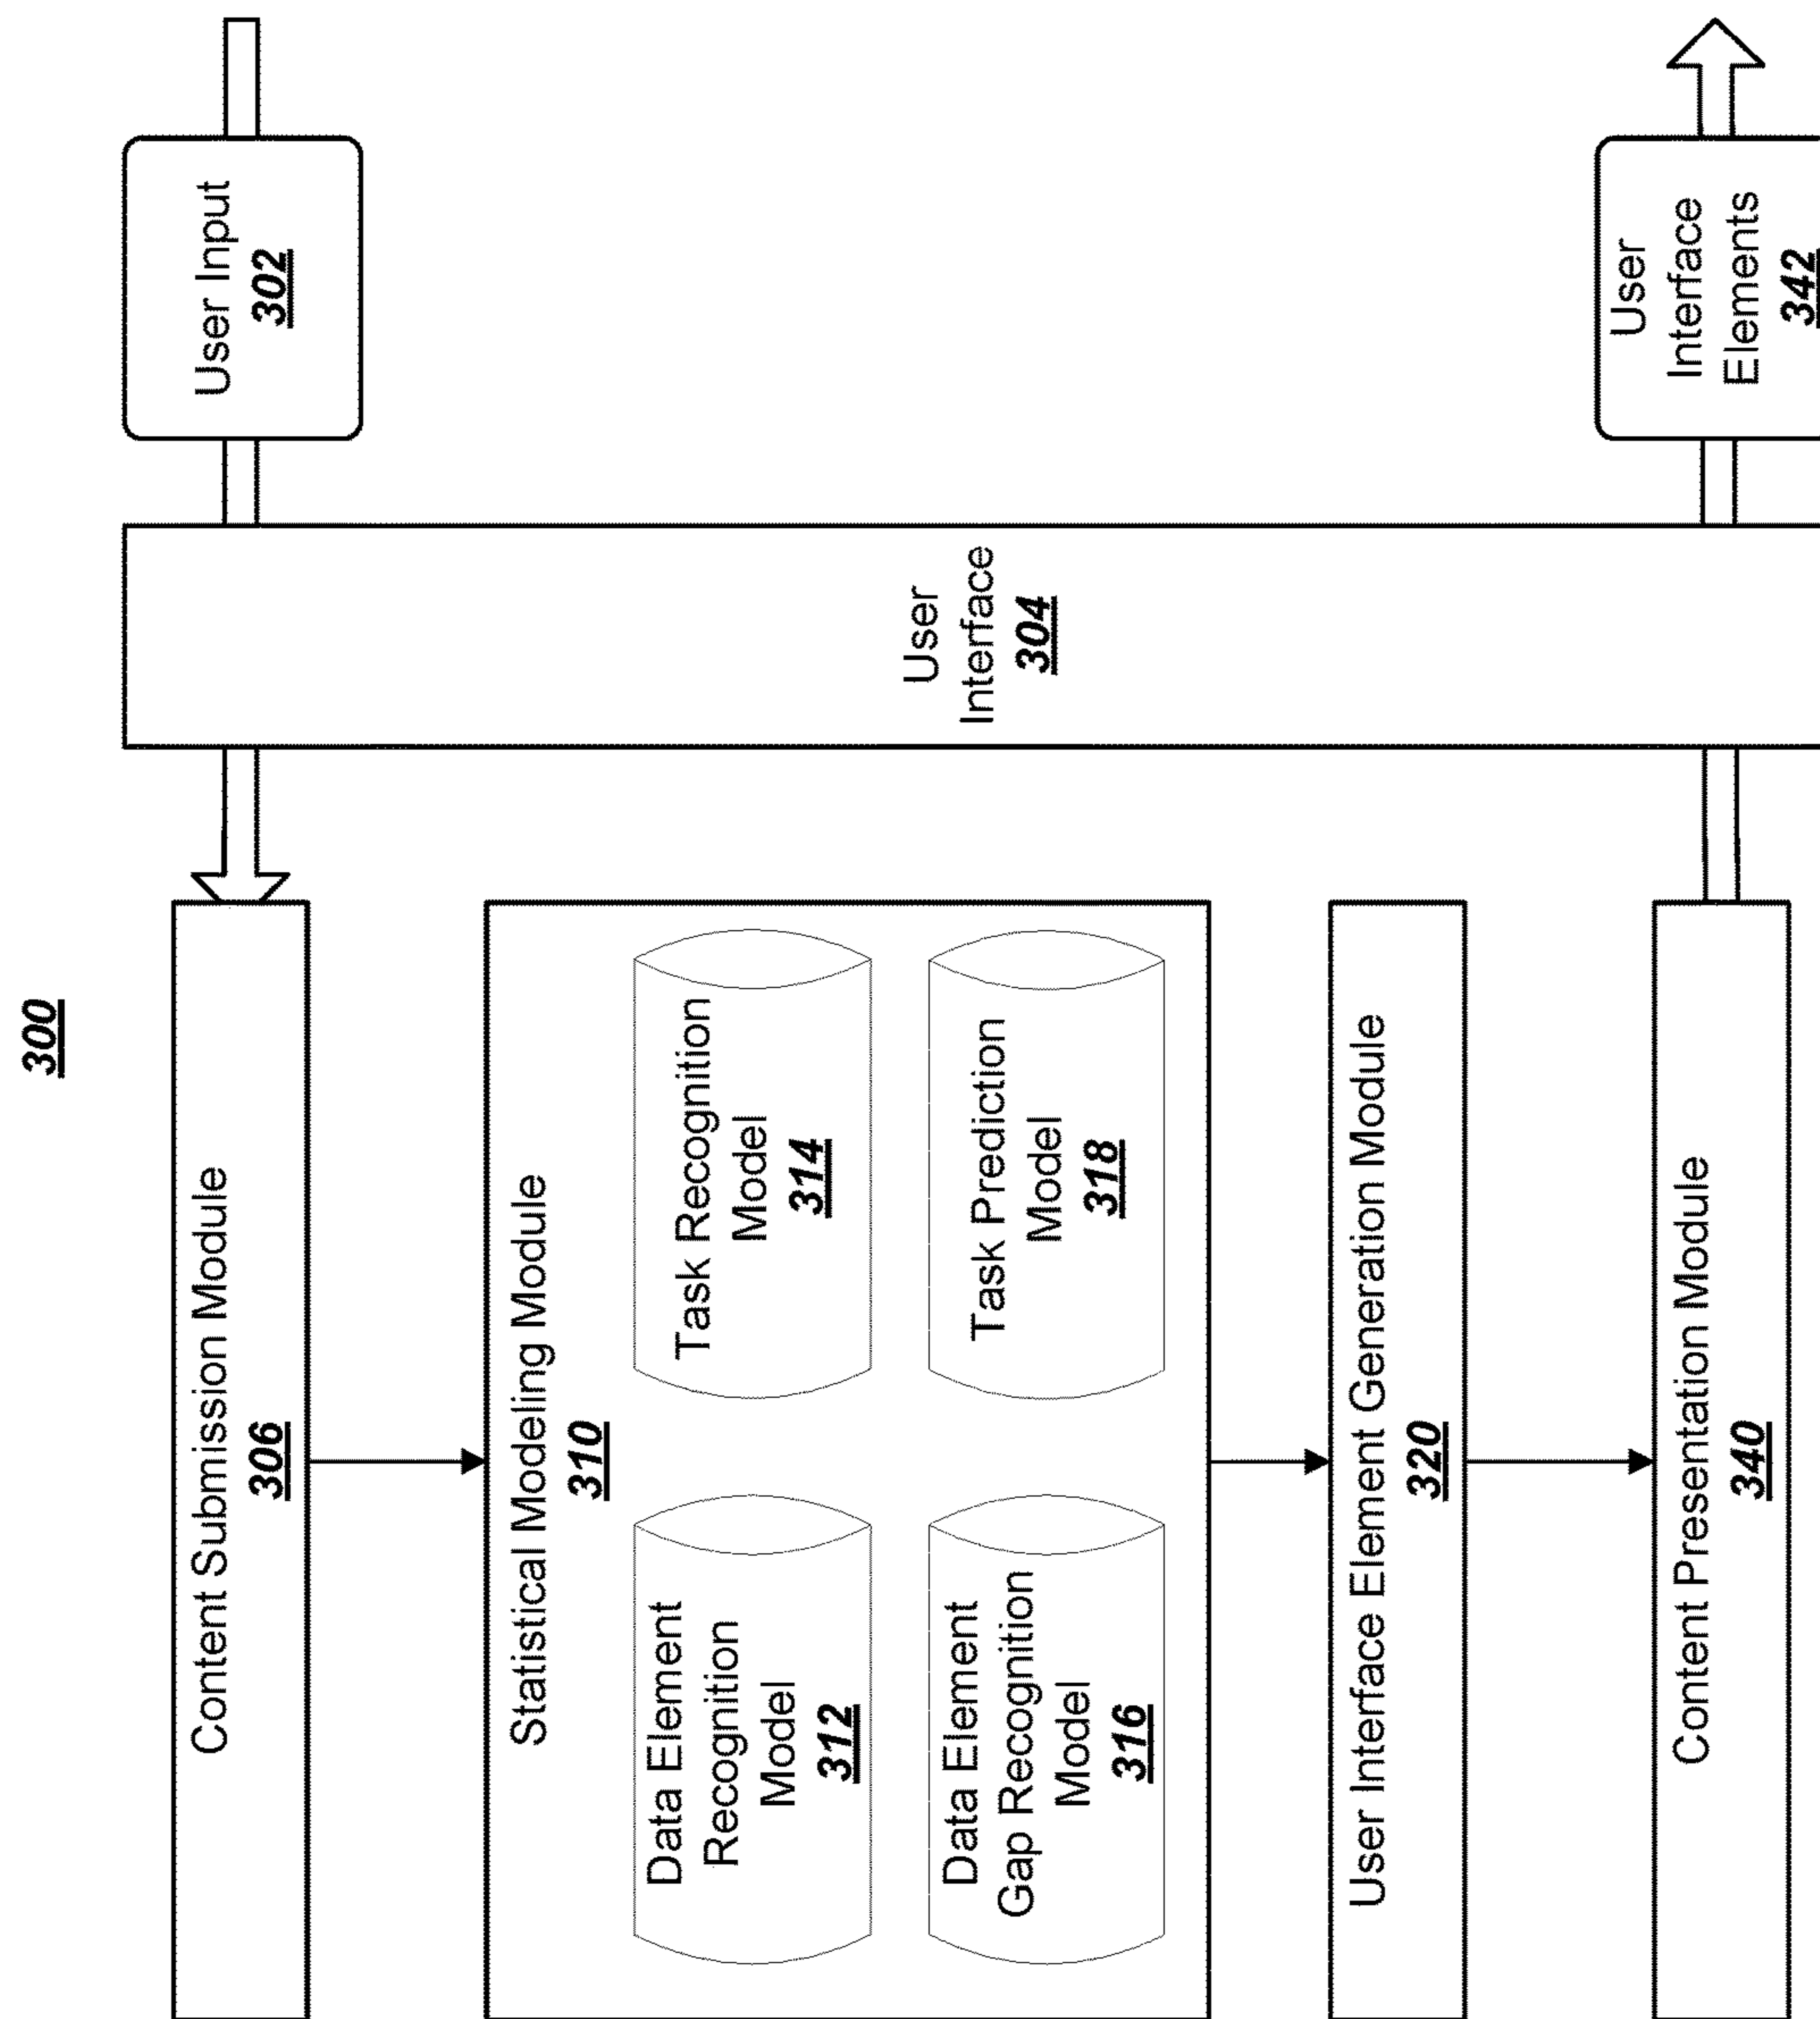 300
Content Submission Module
306
Statistical Modeling Module
310
Data Element
Recognition
Model
312
Task Recognition
Model
314
Data Element
Gap Recognition
Model
316
Task Prediction
Model
318
User Interface Element Generation Module
320
Content Presentation Module
340
User
Interface
304
User Input
302
User
Interface
Elements
342